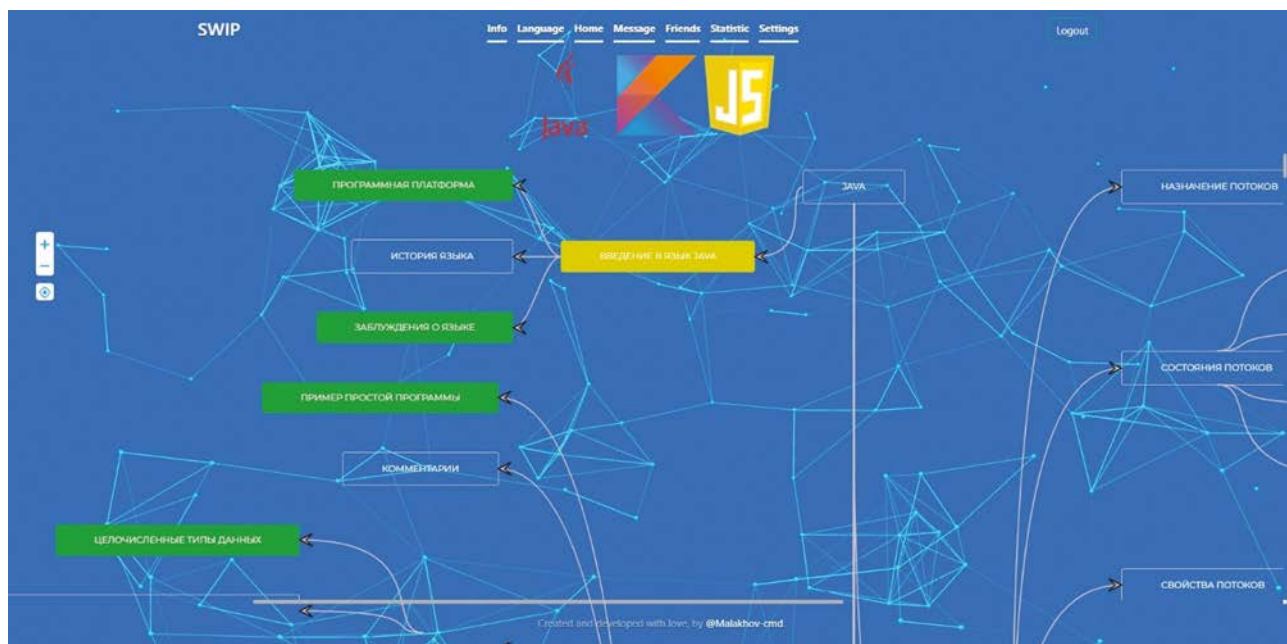 SWIP
Info Language Home Message Friends Statistic Settings
Logout
Java
JS
ПРОГРАММНАЯ ПЛАТФОРМА
JAVA
НАЗНАЧЕНИЕ ПОТОКОВ
+
ИСТОРИЯ ЯЗЫКА
ВВЕДЕНИЕ В ЯЗЫК JAVA
−
ЗАБЛУЖДЕНИЯ О ЯЗЫКЕ
СОСТОЯНИЯ ПОТОКОВ
ПРИМЕР ПРОСТОЙ ПРОГРАММЫ
КОММЕНТАРИИ
ЦЕЛОЧИСЛЕННЫЕ ТИПЫ ДАННЫХ
СВОЙСТВА ПОТОКОВ
Created and developed with love, by @Malakhov-cmd